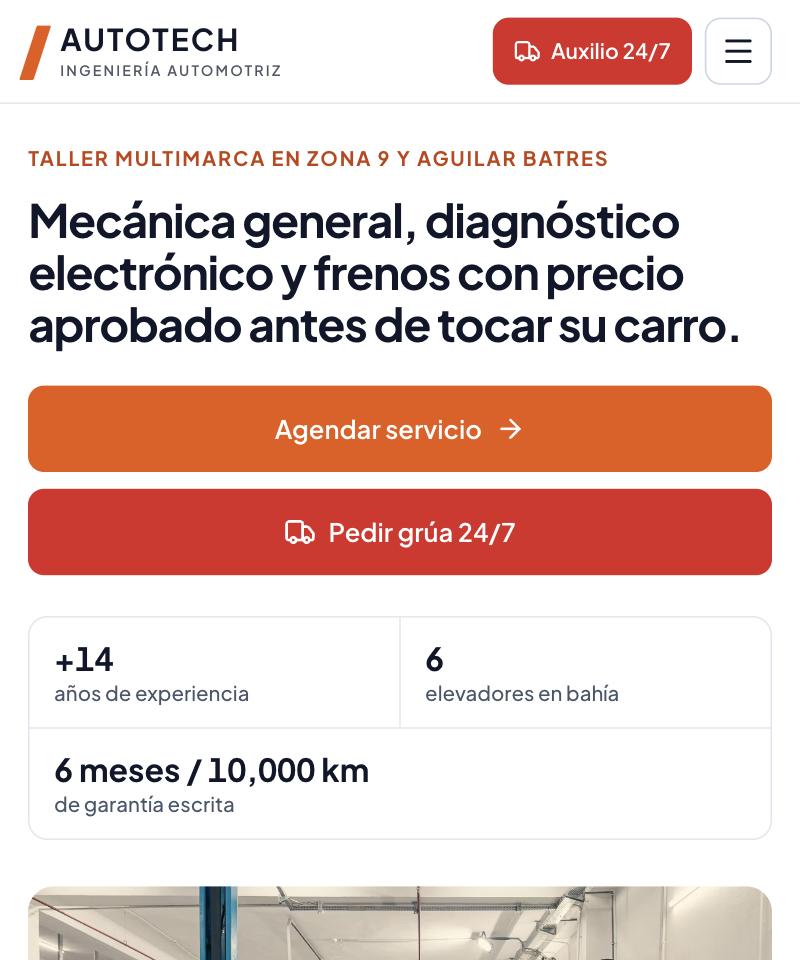 AUTOTECH
INGENIERÍA AUTOMOTRIZ
Auxilio 24/7
TALLER MULTIMARCA EN ZONA 9 Y AGUILAR BATRES
Mecánica general, diagnóstico
electrónico y frenos con precio
aprobado antes de tocar su carro.
Agendar servicio →
Pedir grúa 24/7
+14
años de experiencia
6
elevadores en bahía
6 meses / 10,000 km
de garantía escrita